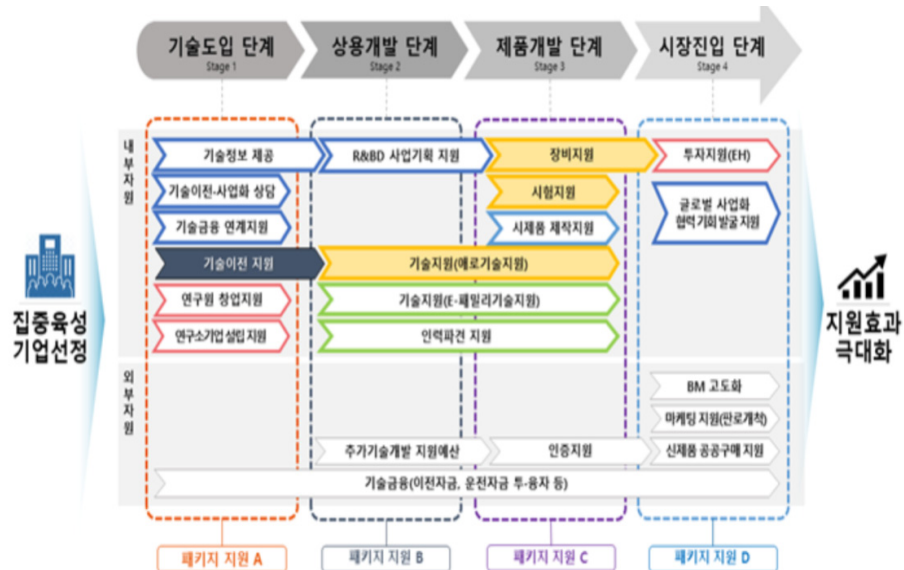 기술도입 단계
Stage 1
상용개발 단계
Stage 2
제품개발 단계
Stage 3
시장진입 단계
Stage 4
집중육성
기업선정
내부자원
기술정보 제공
R&BD 사업기획 지원
장비지원
투자지원(EH)
기술이전·사업화 상담
시험지원
글로벌 사업화
협력기회 발굴 지원
기술금융 연계지원
시제품 제작지원
기술이전 지원
기술지원(애로기술지원)
연구원 창업지원
기술지원(E-패밀리기술지원)
연구소기업 설립 지원
인력파견 지원
외부자원
BM 고도화
마케팅 지원(판로개척)
추가기술개발 지원예산
인증지원
신제품 공공구매 지원
기술금융(이전자금, 운전자금 투·융자 등)
지원효과
극대화
패키지 지원 A
패키지 지원 B
패키지 지원 C
패키지 지원 D